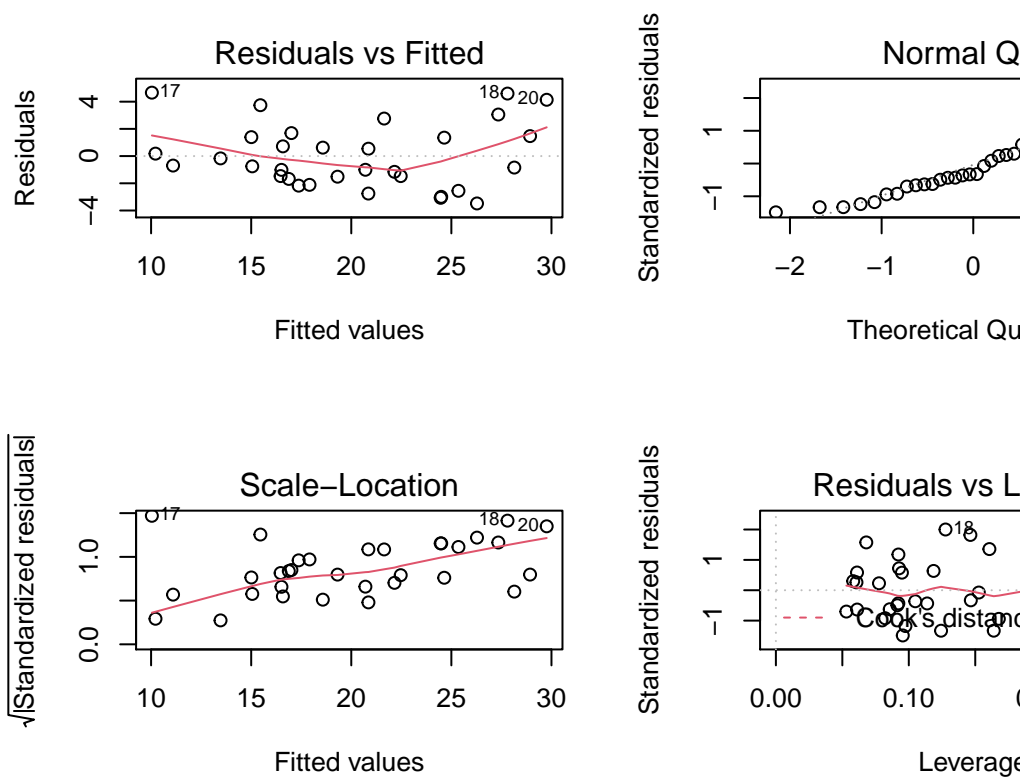 Residuals vs Fitted
Residuals
4
0
−4
17
18
20
10 15 20 25 30
Fitted values
Normal Q
Standardized residuals
1
−1
−2 −1 0
Theoretical Qu
Scale−Location
√|Standardized residuals|
1.0
0.0
17
18
20
10 15 20 25 30
Fitted values
Residuals vs L
Standardized residuals
1
−1
18
Cook's distanc
0.00 0.10 0
Leverage